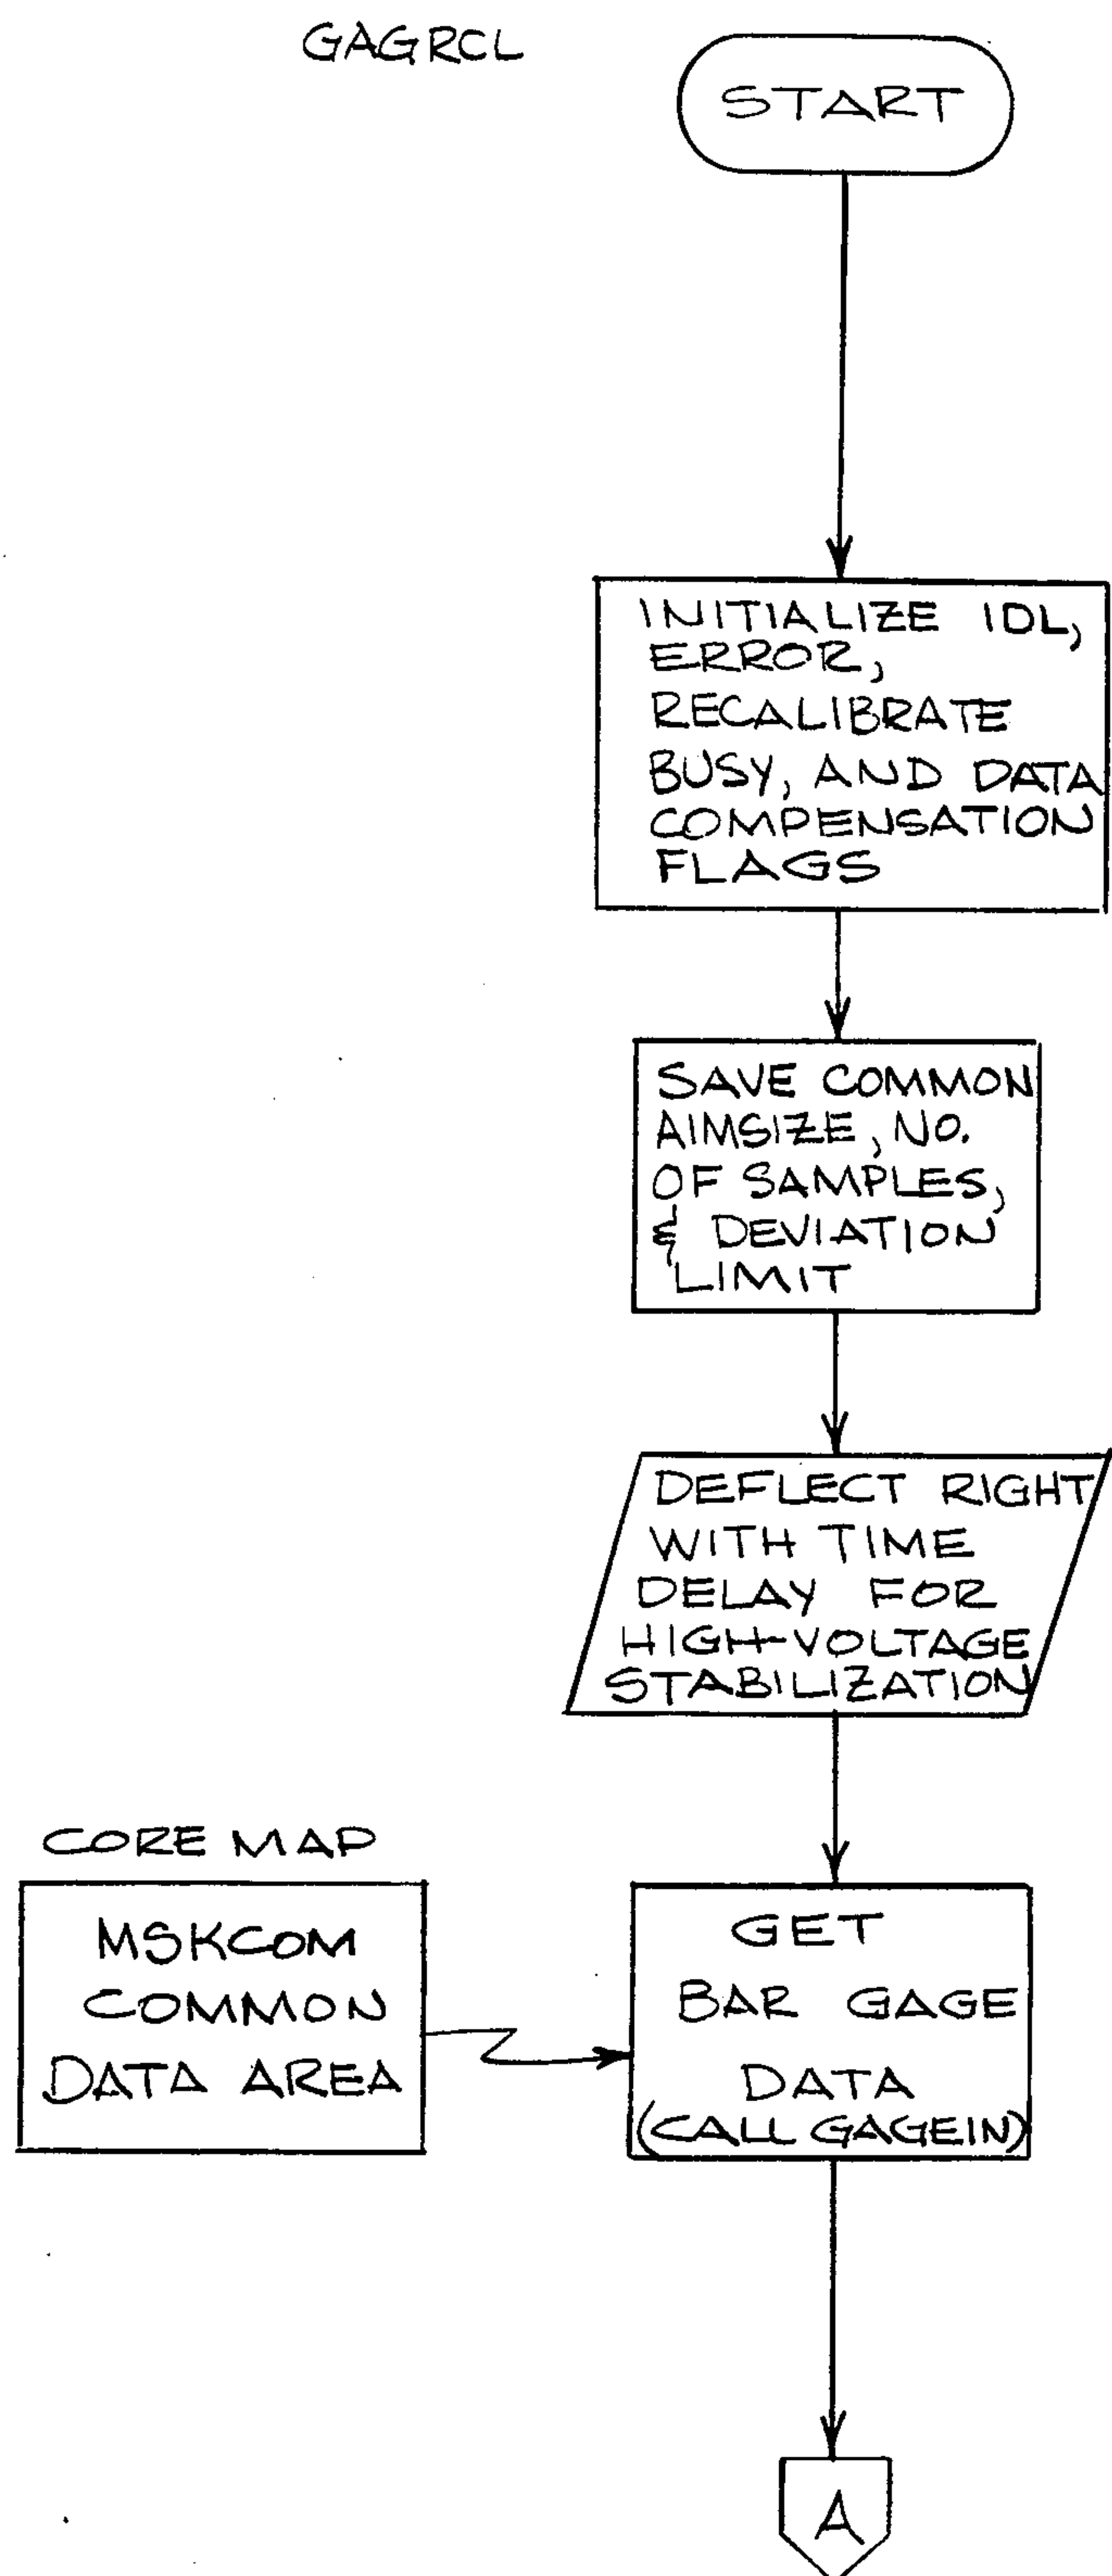 GAGRCL
START
INITIALIZE IDL,
ERROR,
RECALIBRATE
BUSY, AND DATA
COMPENSATION
FLAGS
SAVE COMMON
AIMSIZE, NO.
OF SAMPLES,
& DEVIATION
LIMIT
DEFLECT RIGHT
WITH TIME
DELAY FOR
HIGH-VOLTAGE
STABILIZATION
CORE MAP
MSKCOM
COMMON
DATA AREA
GET
BAR GAGE
DATA
(CALL GAGEIN)
A